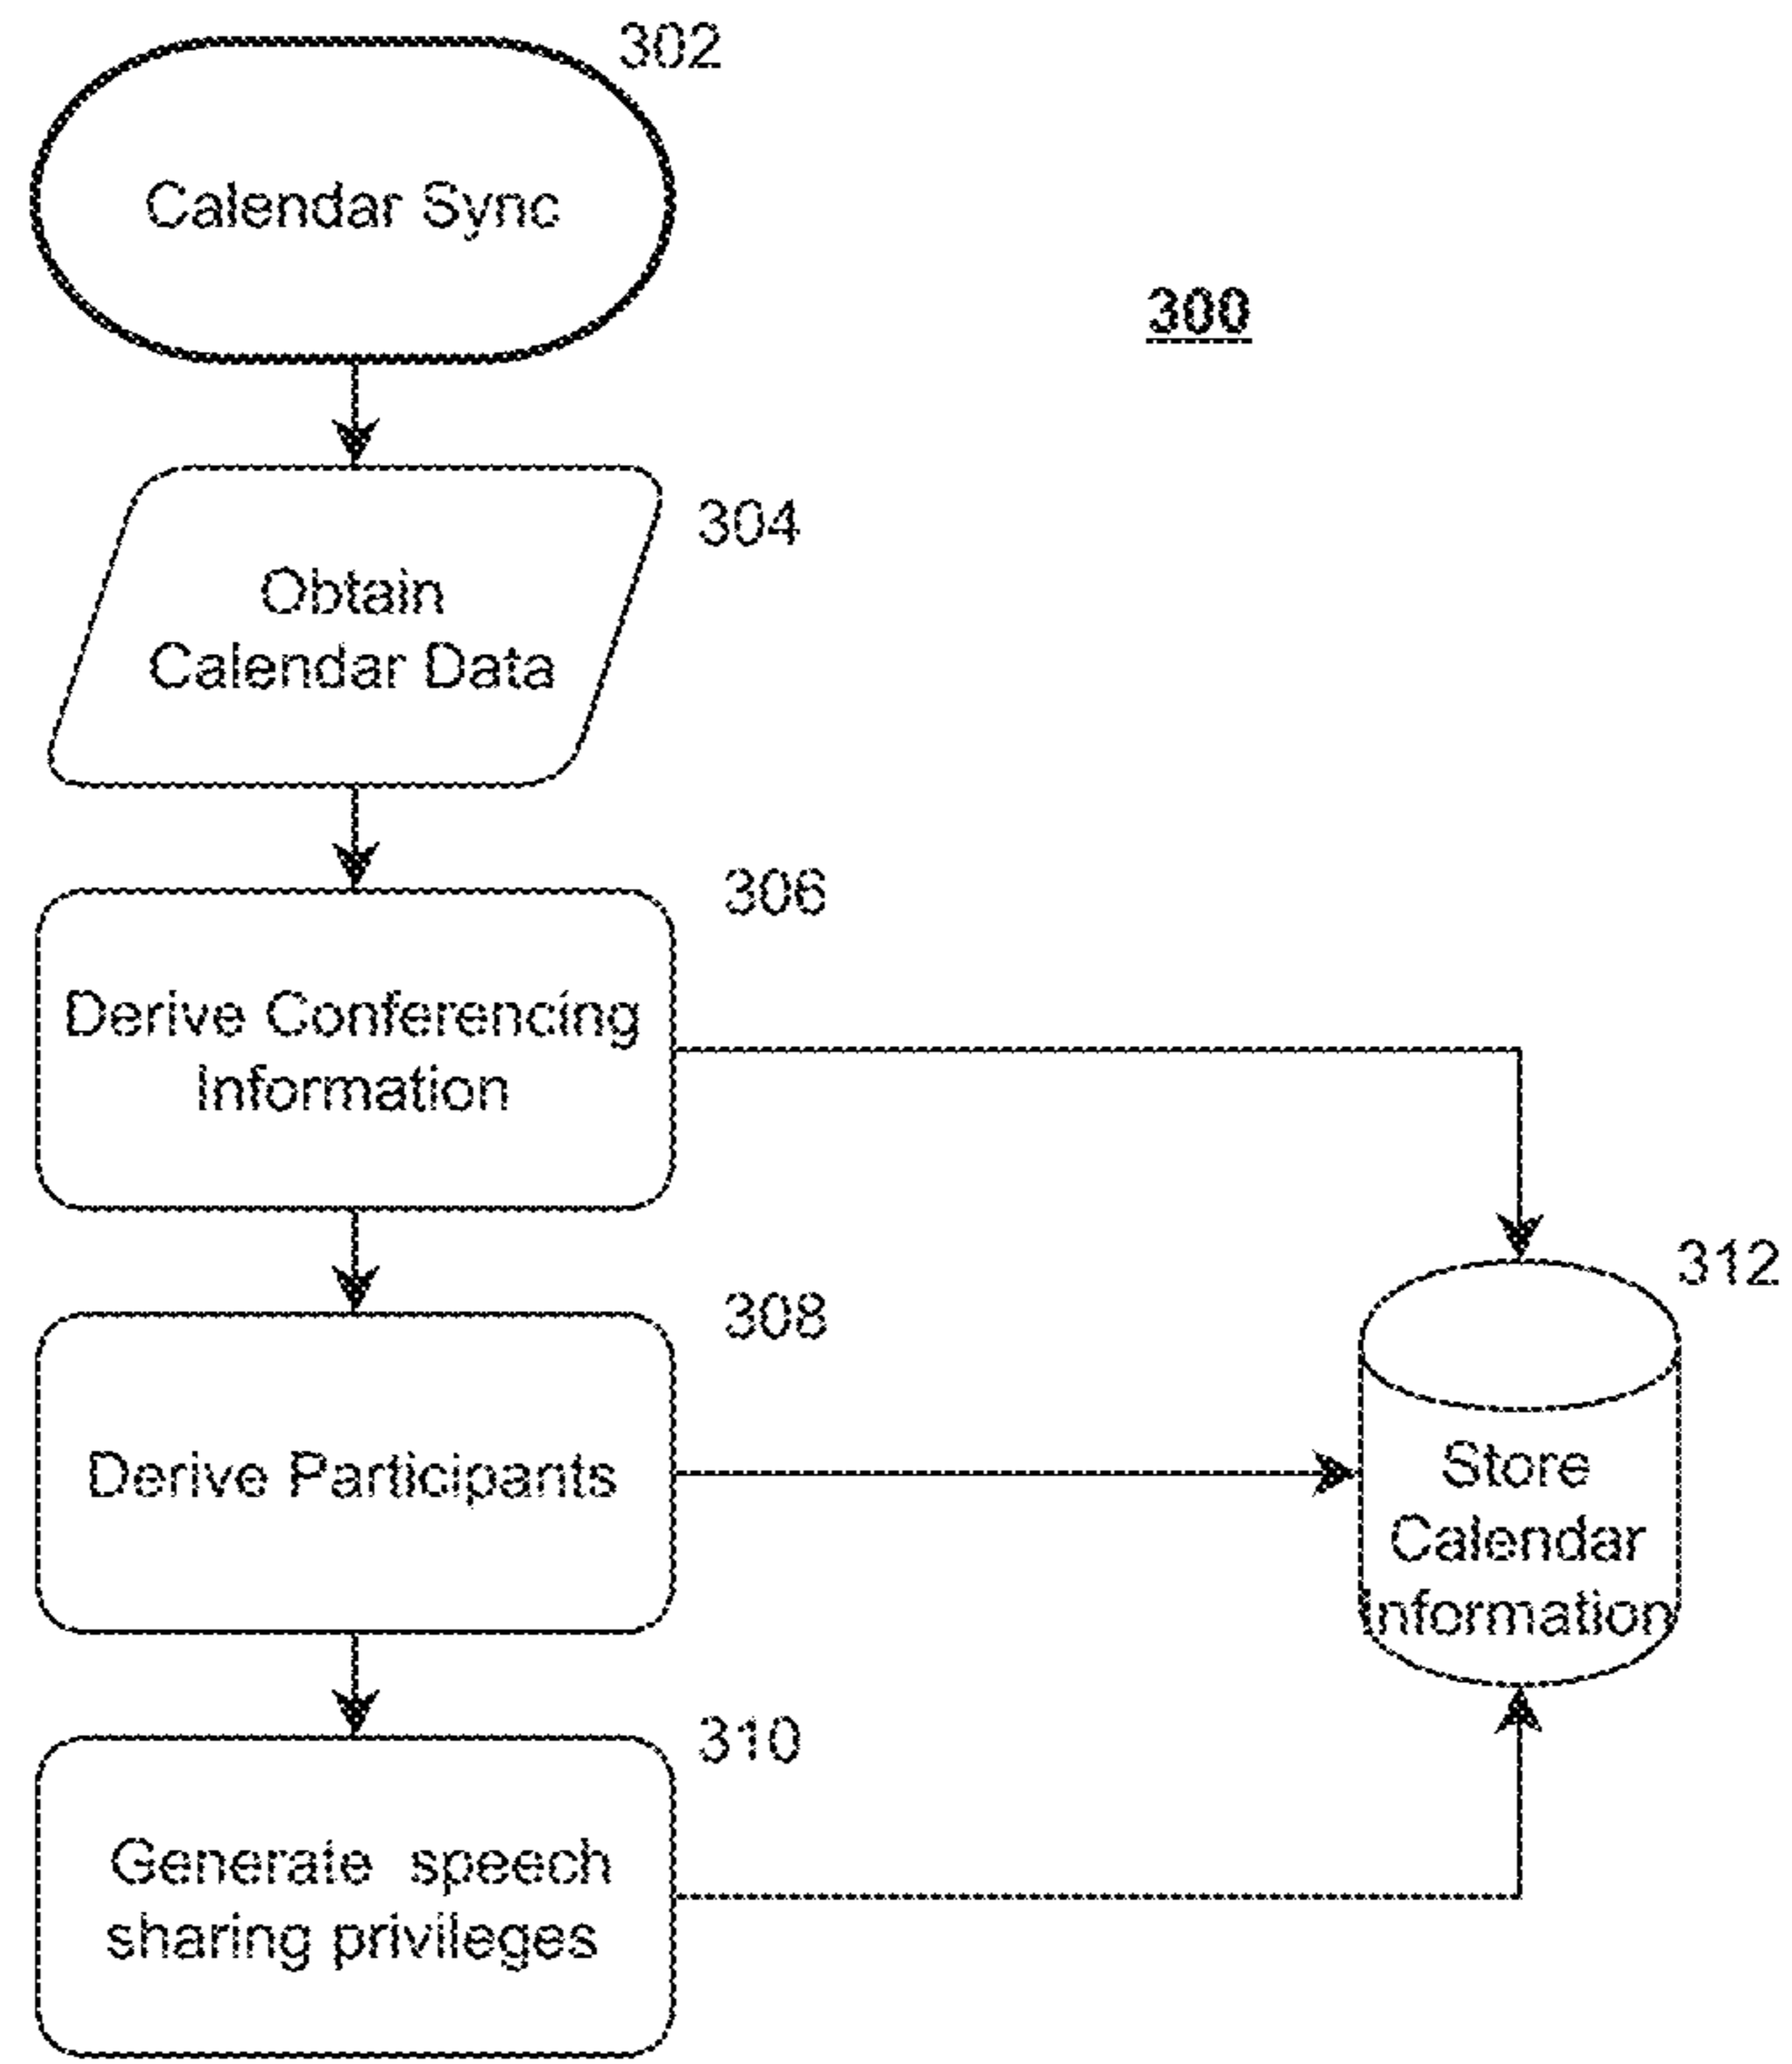 302
Calendar Sync
300
304
Obtain
Calendar Data
306
Derive Conferencing
Information
308
Derive Participants
312
Store
Calendar
Information
310
Generate speech
sharing privileges